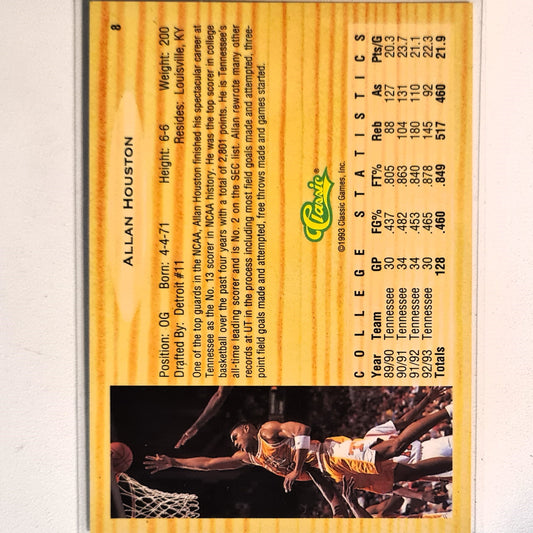 8
ALLAN HOUSTON
Position: OG Born: 4-4-71 Height: 6-6 Weight: 200
Drafted By: Detroit #11 Resides: Louisville, KY
One of the top guards in the NCAA, Allan Houston finished his spectacular career at
Tennessee as the No. 13 scorer in NCAA history. He was the top scorer in college
basketball over the past four years with a total of 2,801 points. He is Tennessee's
all-time leading scorer and is No. 2 on the SEC list. Allan rewrote many other
records at UT in the process including most field goals made and attempted, three-
point field goals made and attempted, free throws made and games started.
Classic®
©1993 Classic Games, Inc.
COLLEGE STATISTICS
Year Team GP FG% FT% Reb As Pts/G
89/90 Tennessee 30 .437 .805 88 127 20.3
90/91 Tennessee 34 .482 .863 104 131 23.7
91/92 Tennessee 34 .453 .840 180 110 21.1
92/93 Tennessee 30 .465 .878 145 92 22.3
Totals 128 .460 .849 517 460 21.9